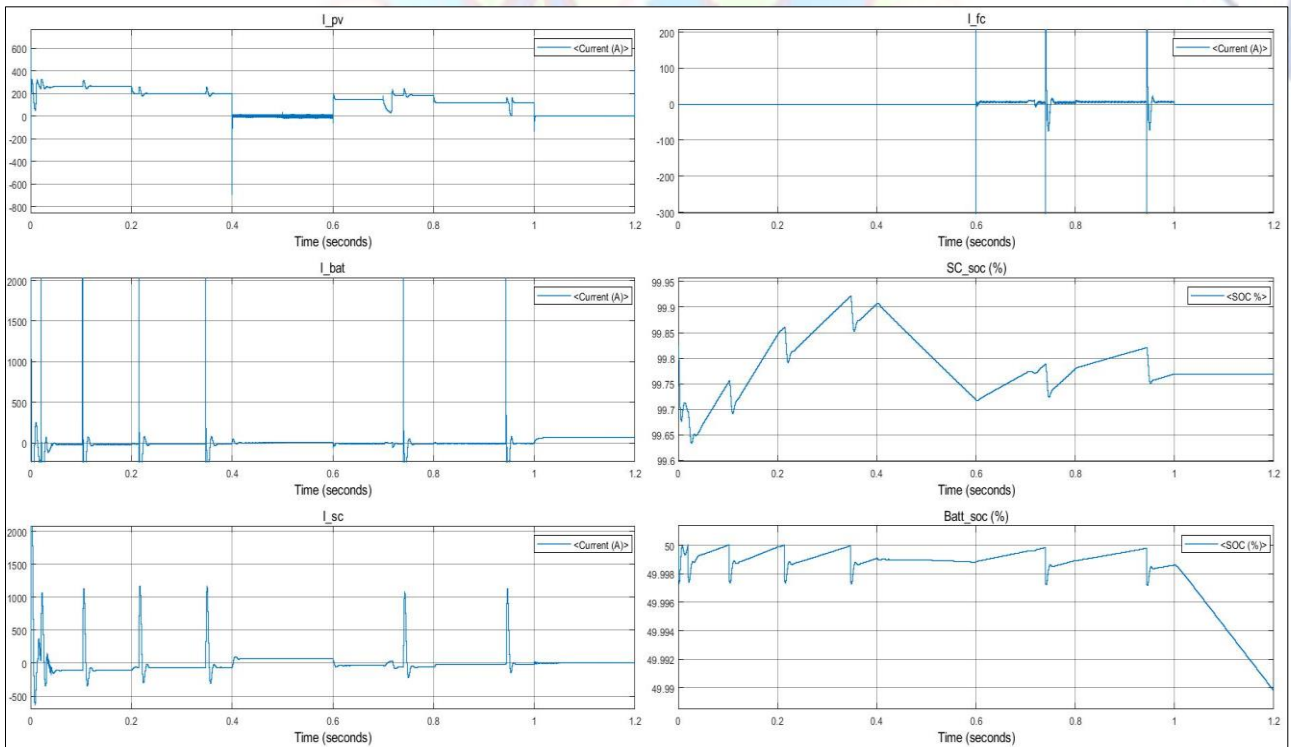 I_pv
<Current (A)>
600
400
200
0
-200
-400
-600
-800
0 0.2 0.4 0.6 0.8 1 1.2
Time (seconds)
I_fc
<Current (A)>
200
100
0
-100
-200
-300
0 0.2 0.4 0.6 0.8 1 1.2
Time (seconds)
I_bat
<Current (A)>
2000
1500
1000
500
0
0 0.2 0.4 0.6 0.8 1 1.2
Time (seconds)
SC_soc (%)
<SOC %>
99.95
99.9
99.85
99.8
99.75
99.7
99.65
99.6
0 0.2 0.4 0.6 0.8 1 1.2
Time (seconds)
I_sc
<Current (A)>
2000
1500
1000
500
0
-500
0 0.2 0.4 0.6 0.8 1 1.2
Time (seconds)
Batt_soc (%)
<SOC (%)>
50
49.998
49.996
49.994
49.992
49.99
0 0.2 0.4 0.6 0.8 1 1.2
Time (seconds)